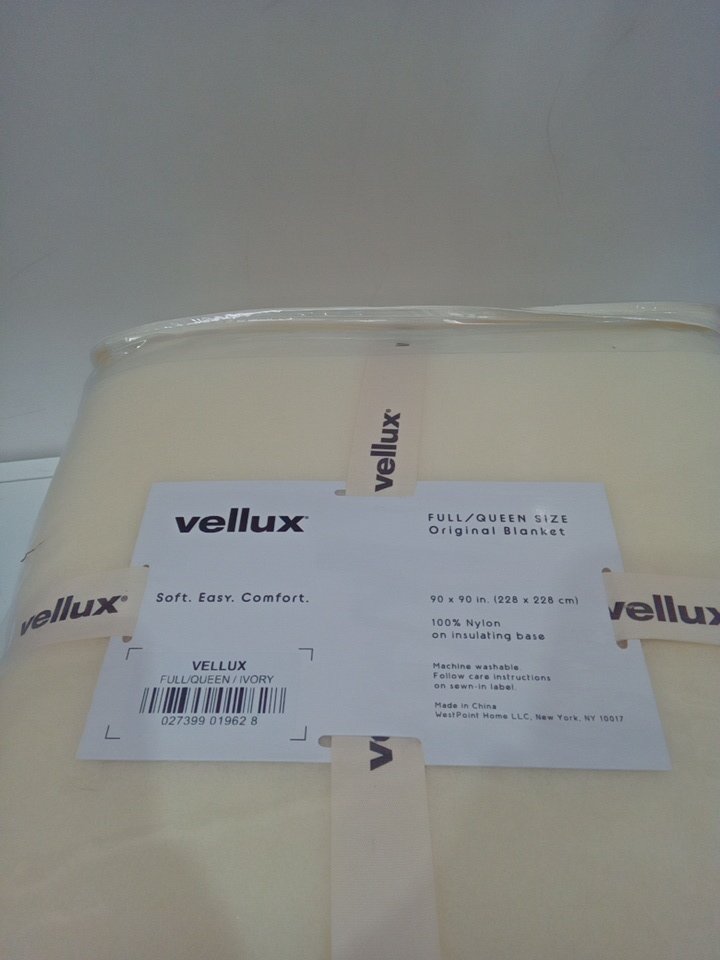 vellux®
vellux®
FULL/QUEEN SIZE
Original Blanket
Soft. Easy. Comfort.
90 x 90 in. (228 x 228 cm)
100% Nylon
on insulating base
vellux®
vellux
VELLUX
FULL/QUEEN / IVORY
027399 01962 8
Machine washable.
Follow care instructions
on sewn-in label.
Made in China
WestPoint Home LLC, New York, NY 10017